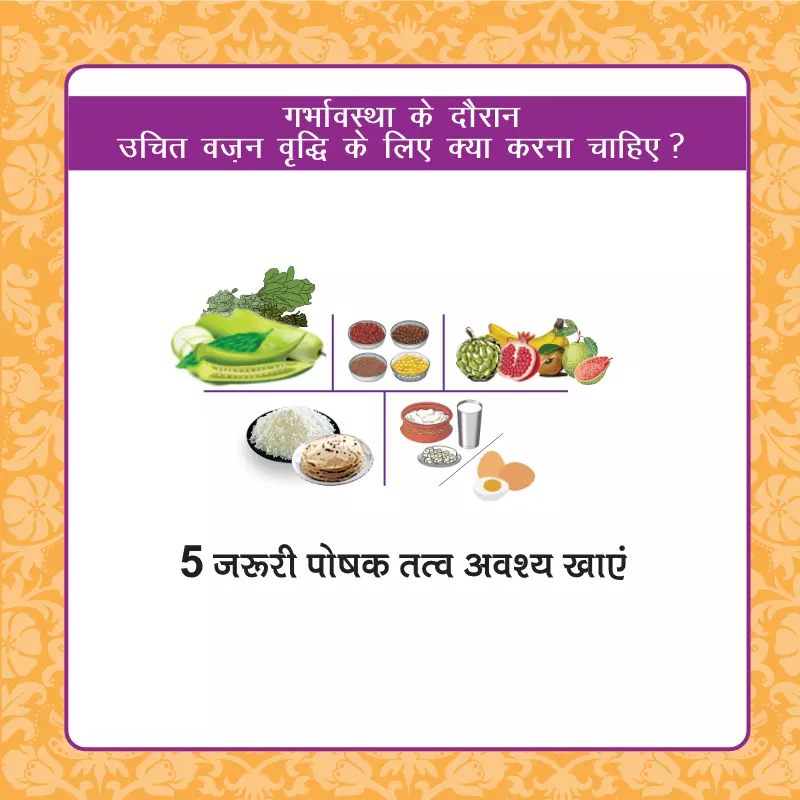 गर्भावस्था के दौरान
उचित वज़न वृद्धि के लिए क्या करना चाहिए ?
5 जरूरी पोषक तत्व अवश्य खाएं